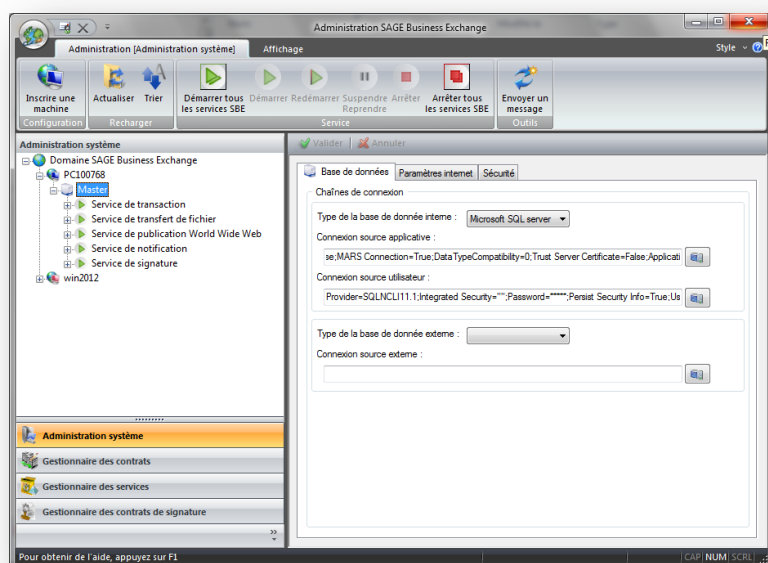 Administration SAGE Business Exchange
Administration [Administration système]
Affichage
Style
Inscrire une
machine
Actualiser
Trier
Démarrer tous
les services SBE
Démarrer
Redémarrer
Suspendre
Reprendre
Arrêter
Arrêter tous
les services SBE
Envoyer un
message
Configuration
Recharger
Service
Outils
Administration système
Domaine SAGE Business Exchange
PC100768
Master
Service de transaction
Service de transfert de fichier
Service de publication World Wide Web
Service de notification
Service de signature
win2012
Administration système
Gestionnaire des contrats
Gestionnaire des services
Gestionnaire des contrats de signature
Valider
Annuler
Base de données
Paramètres internet
Sécurité
Chaînes de connexion
Type de la base de donnée interne :
Microsoft SQL server
Connexion source applicative :
se;MARS Connection=True;DataTypeCompatibility=0;Trust Server Certificate=False;Applicati
Connexion source utilisateur :
Provider=SQLNCLI11.1;Integrated Security="";Password=*****;Persist Security Info=True;Us
Type de la base de donnée externe :
Connexion source externe :
Pour obtenir de l'aide, appuyez sur F1
CAP NUM SCRL